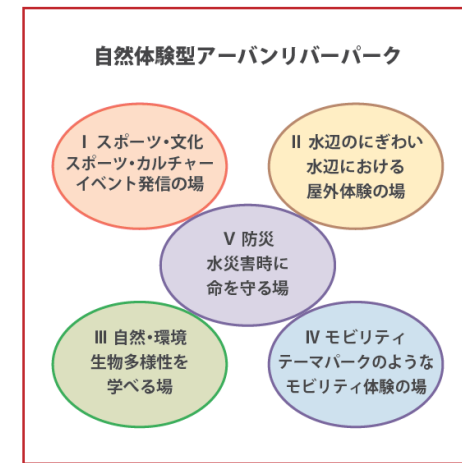 自然体験型アーバンリバーパーク
Ⅰ スポーツ・文化
スポーツ・カルチャー
イベント発信の場
Ⅱ 水辺のにぎわい
水辺における
屋外体験の場
Ⅴ 防災
水災害時に
命を守る場
Ⅲ 自然・環境
生物多様性を
学べる場
Ⅳ モビリティ
テーマパークのような
モビリティ体験の場